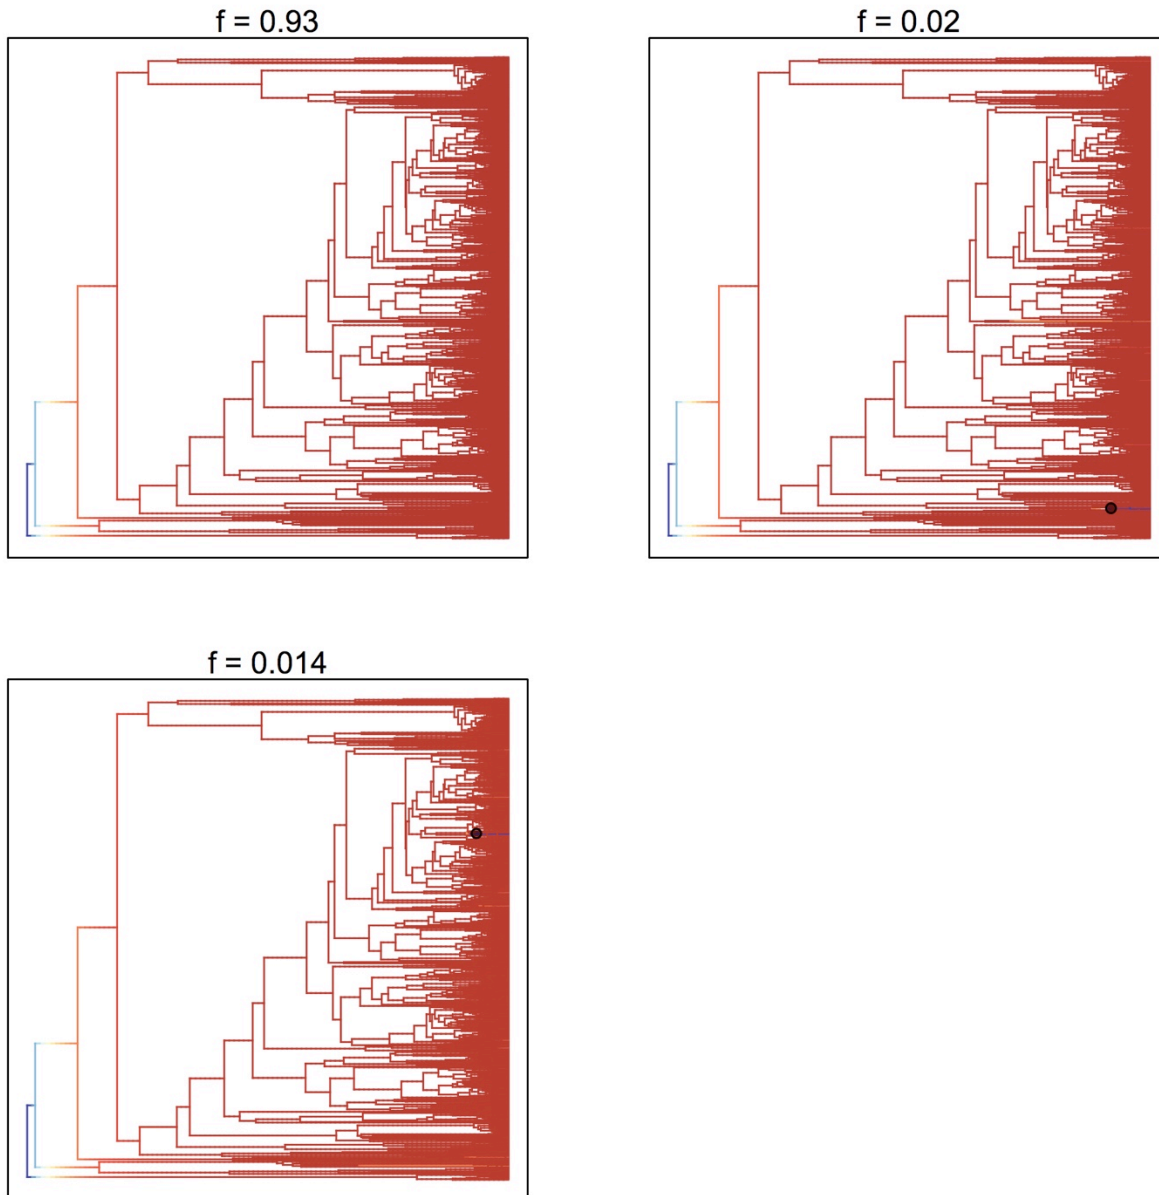 f = 0.93
f = 0.02
f = 0.014